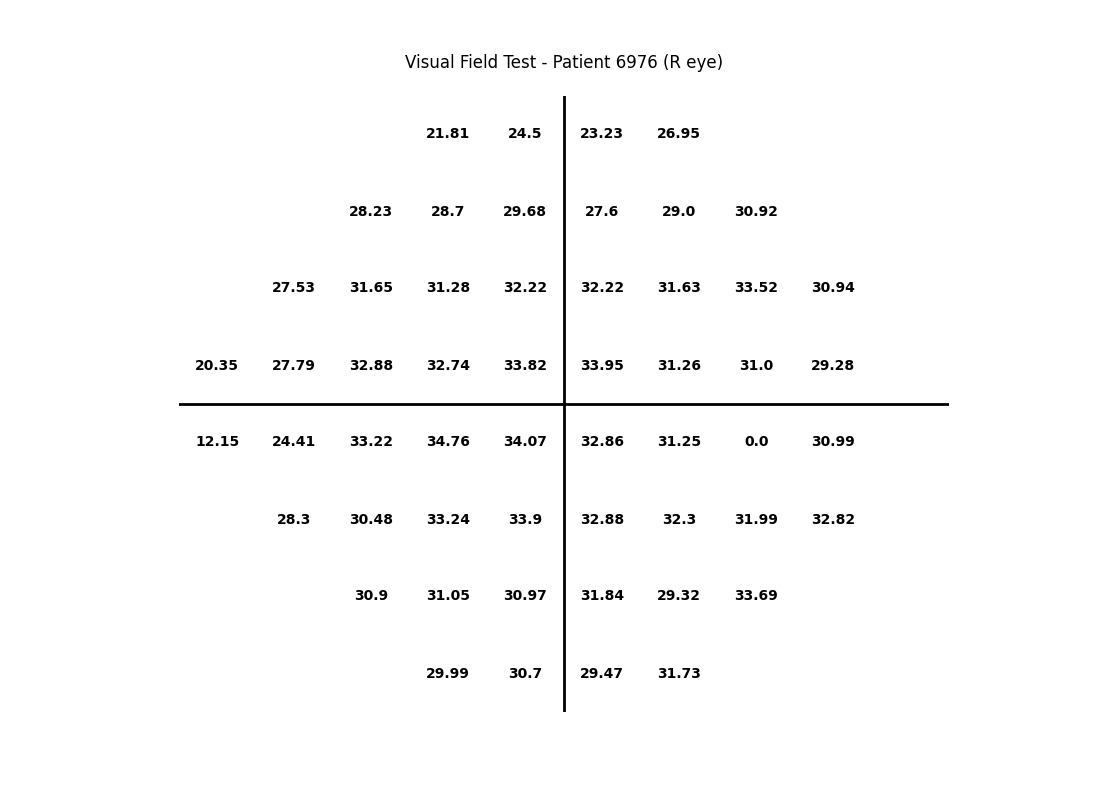 Visual Field Test - Patient 6976 (R eye)
21.81 24.5 23.23 26.95
28.23 28.7 29.68 27.6 29.0 30.92
27.53 31.65 31.28 32.22 32.22 31.63 33.52 30.94
20.35 27.79 32.88 32.74 33.82 33.95 31.26 31.0 29.28
12.15 24.41 33.22 34.76 34.07 32.86 31.25 0.0 30.99
28.3 30.48 33.24 33.9 32.88 32.3 31.99 32.82
30.9 31.05 30.97 31.84 29.32 33.69
29.99 30.7 29.47 31.73